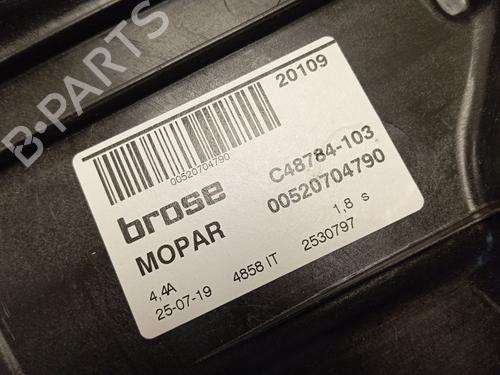 B-PARTS
20109
00520704790
brose C48784-103
MOPAR 00520704790
4,4A 1,8 s
25-07-19 4858 IT 2530797